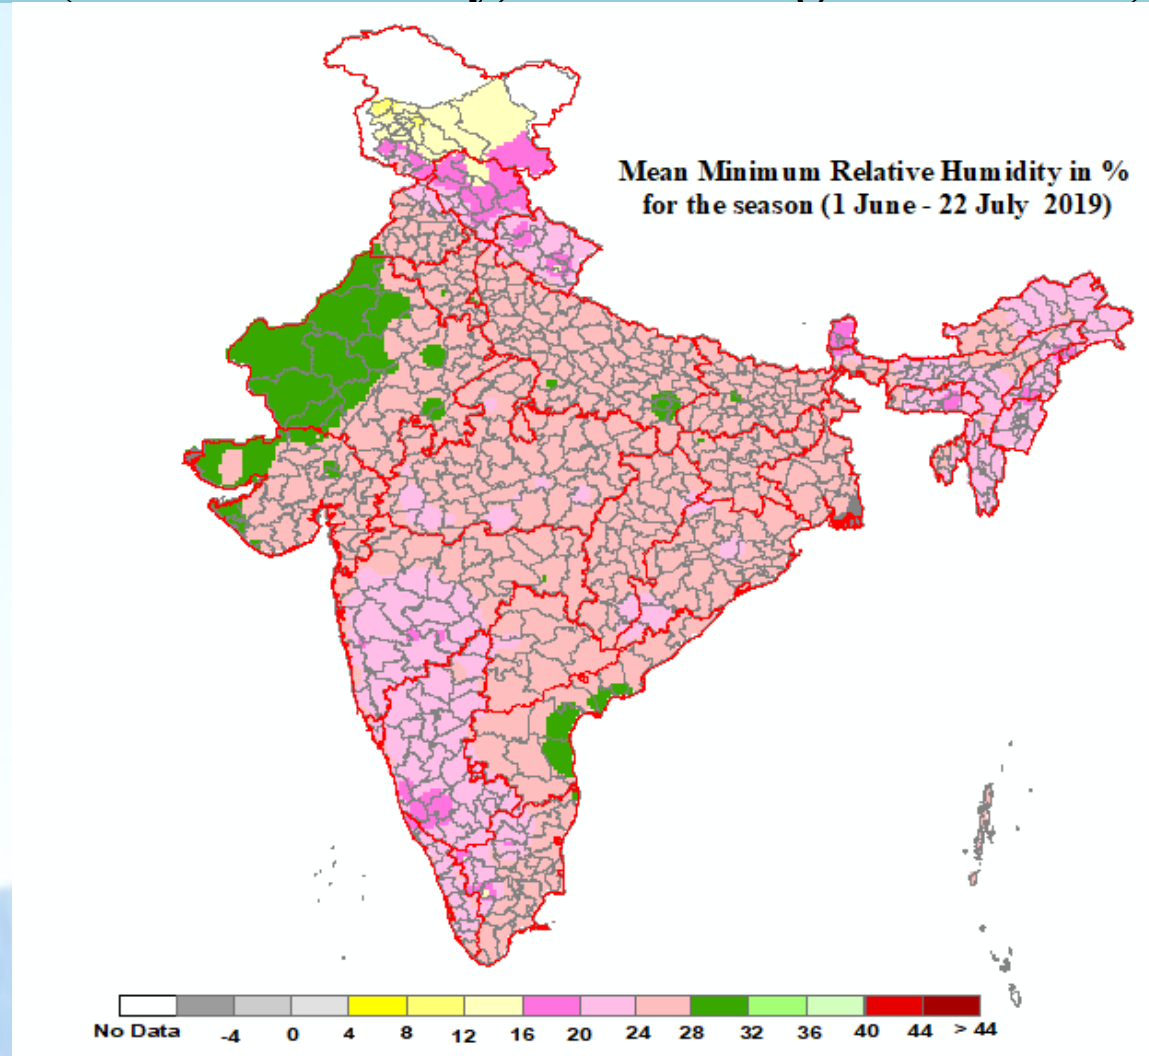 Mean Minimum Relative Humidity in %
for the season (1 June - 22 July 2019)
No Data -4 0 4 8 12 16 20 24 28 32 36 40 44 > 44